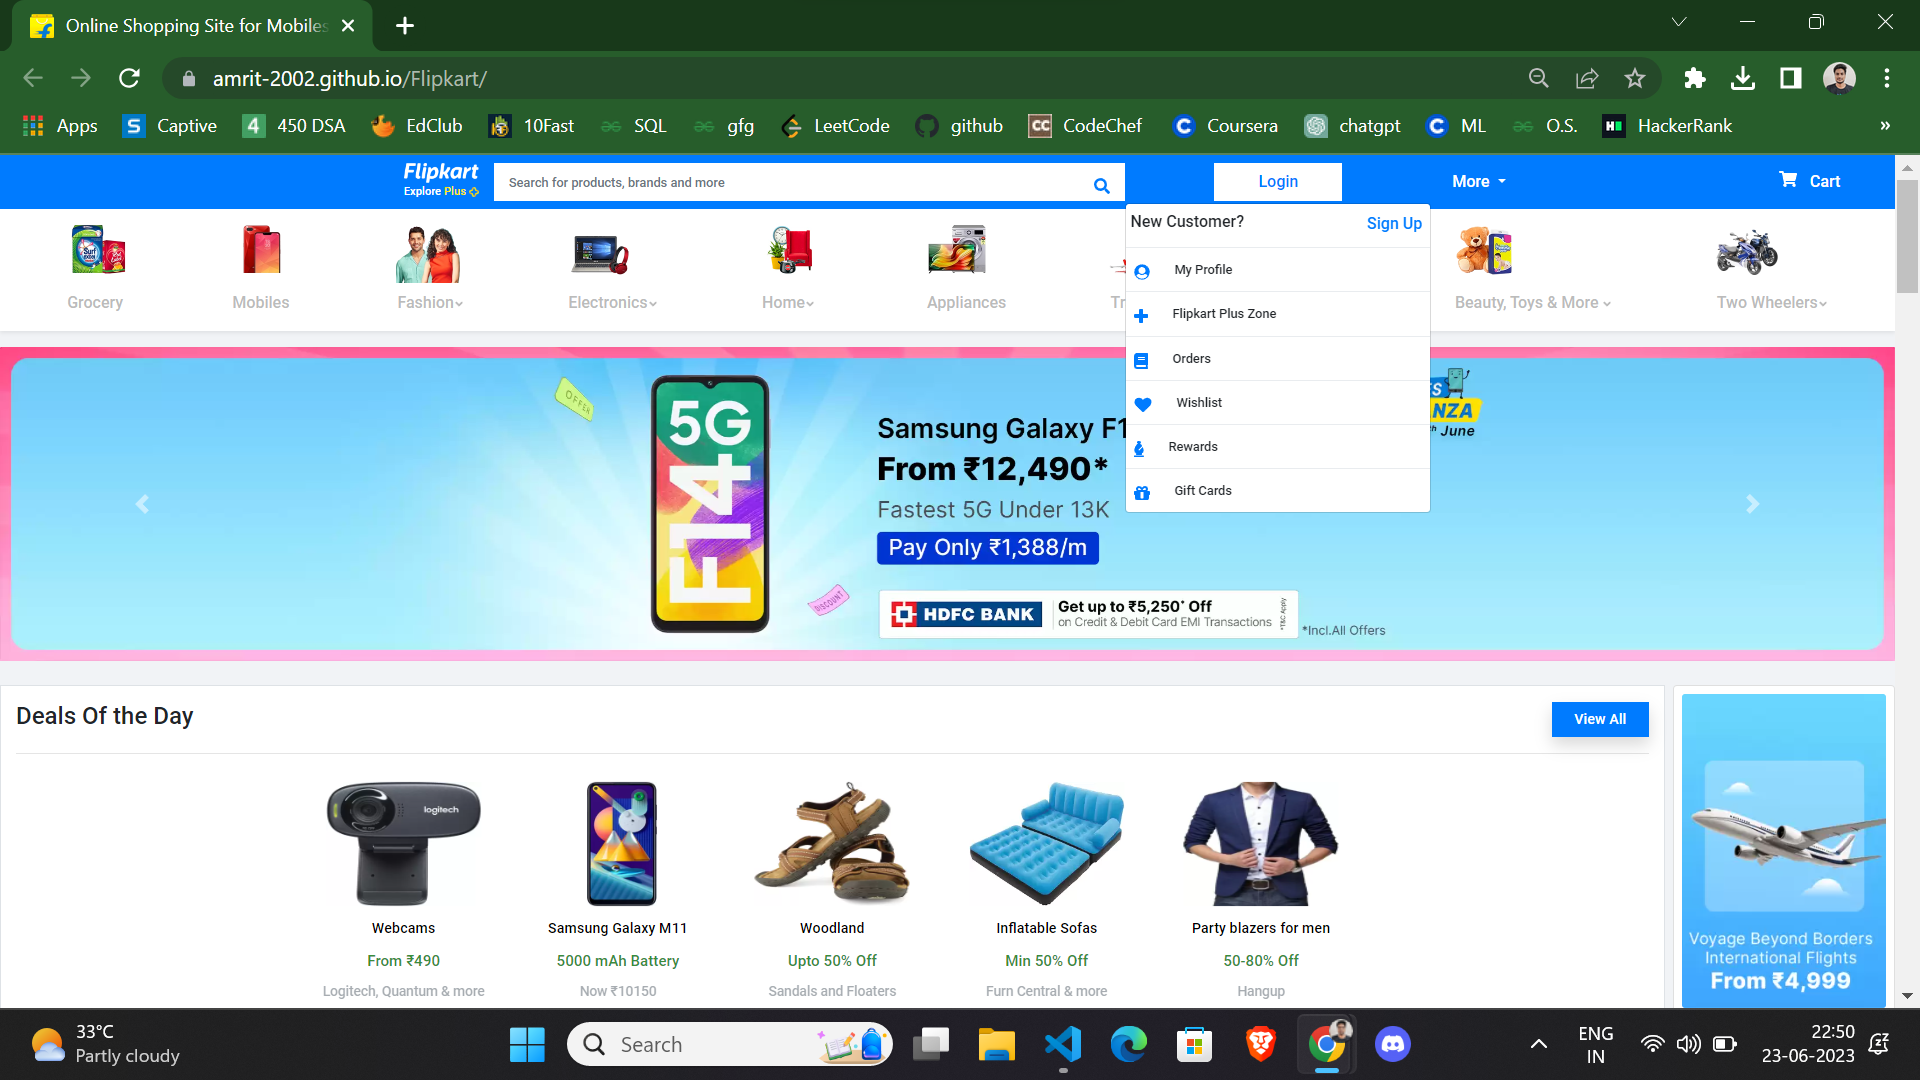 Online Shopping Site for Mobiles
amrit-2002.github.io/Flipkart/
Apps Captive 450 DSA EdClub 10Fast SQL gfg LeetCode github CodeChef Coursera chatgpt ML O.S. HackerRank »
Flipkart
Explore Plus
Search for products, brands and more
Login
More
Cart
New Customer? Sign Up
My Profile
Flipkart Plus Zone
Orders
Wishlist
Rewards
Gift Cards
Grocery Mobiles Fashion Electronics Home Appliances Tr Beauty, Toys & More Two Wheelers
OFFER
5G
F14
DISCOUNT
Samsung Galaxy F1
From ₹12,490*
Fastest 5G Under 13K
Pay Only ₹1,388/m
HDFC BANK
Get up to ₹5,250* Off
on Credit & Debit Card EMI Transactions
*T&C Apply
*Incl.All Offers
ES
NZA
th June
Deals Of the Day
View All
logitech
Webcams Samsung Galaxy M11 Woodland Inflatable Sofas Party blazers for men
From ₹490 5000 mAh Battery Upto 50% Off Min 50% Off 50-80% Off
Logitech, Quantum & more Now ₹10150 Sandals and Floaters Furn Central & more Hangup
Voyage Beyond Borders
International Flights
From ₹4,999
33°C
Partly cloudy
Search
ENG
IN
22:50
23-06-2023